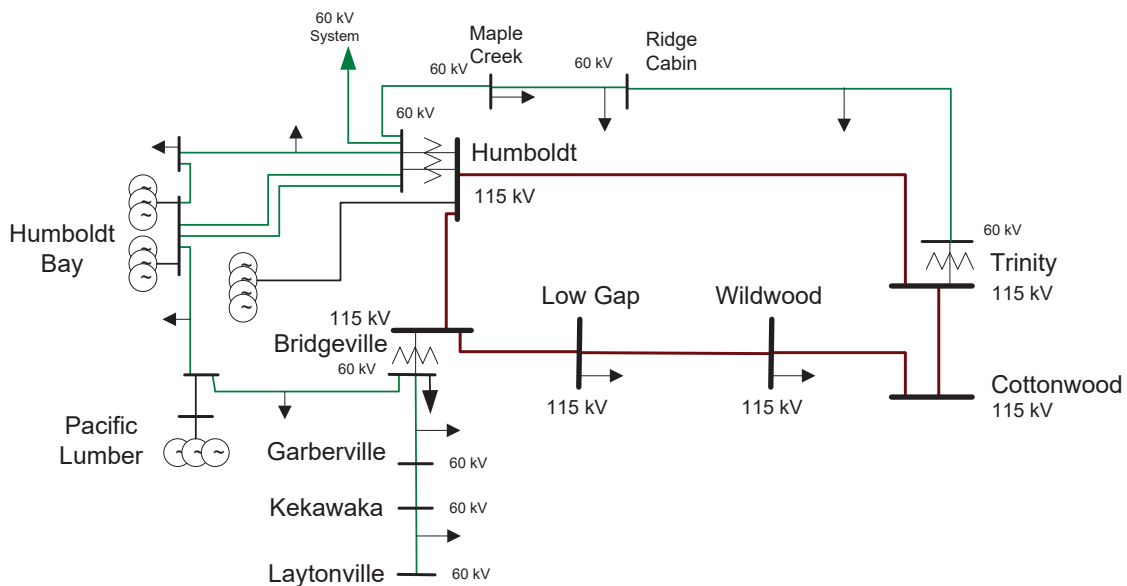 60 kV
System
Maple
Creek
Ridge
Cabin
60 kV
60 kV
60 kV
Humboldt
115 kV
Humboldt
Bay
60 kV
Trinity
115 kV
Low Gap
Wildwood
115 kV
Bridgeville
60 kV
115 kV
115 kV
Cottonwood
115 kV
Pacific
Lumber
Garberville
60 kV
Kekawaka
60 kV
Laytonville
60 kV